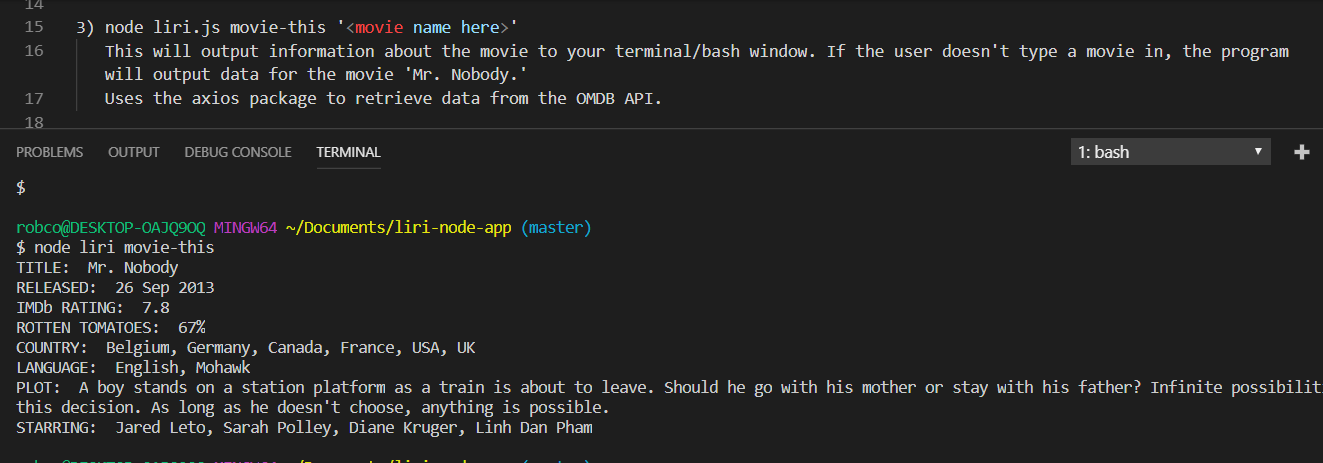 14
15 3) node liri.js movie-this '<movie name here>'
16 This will output information about the movie to your terminal/bash window. If the user doesn't type a movie in, the program
will output data for the movie 'Mr. Nobody.'
17 Uses the axios package to retrieve data from the OMDB API.
18
PROBLEMS OUTPUT DEBUG CONSOLE TERMINAL 1: bash
$
robco@DESKTOP-OAJQ9OQ MINGW64 ~/Documents/liri-node-app (master)
$ node liri movie-this
TITLE:  Mr. Nobody
RELEASED:  26 Sep 2013
IMDb RATING:  7.8
ROTTEN TOMATOES:  67%
COUNTRY:  Belgium, Germany, Canada, France, USA, UK
LANGUAGE:  English, Mohawk
PLOT:  A boy stands on a station platform as a train is about to leave. Should he go with his mother or stay with his father? Infinite possibiliti
this decision. As long as he doesn't choose, anything is possible.
STARRING:  Jared Leto, Sarah Polley, Diane Kruger, Linh Dan Pham